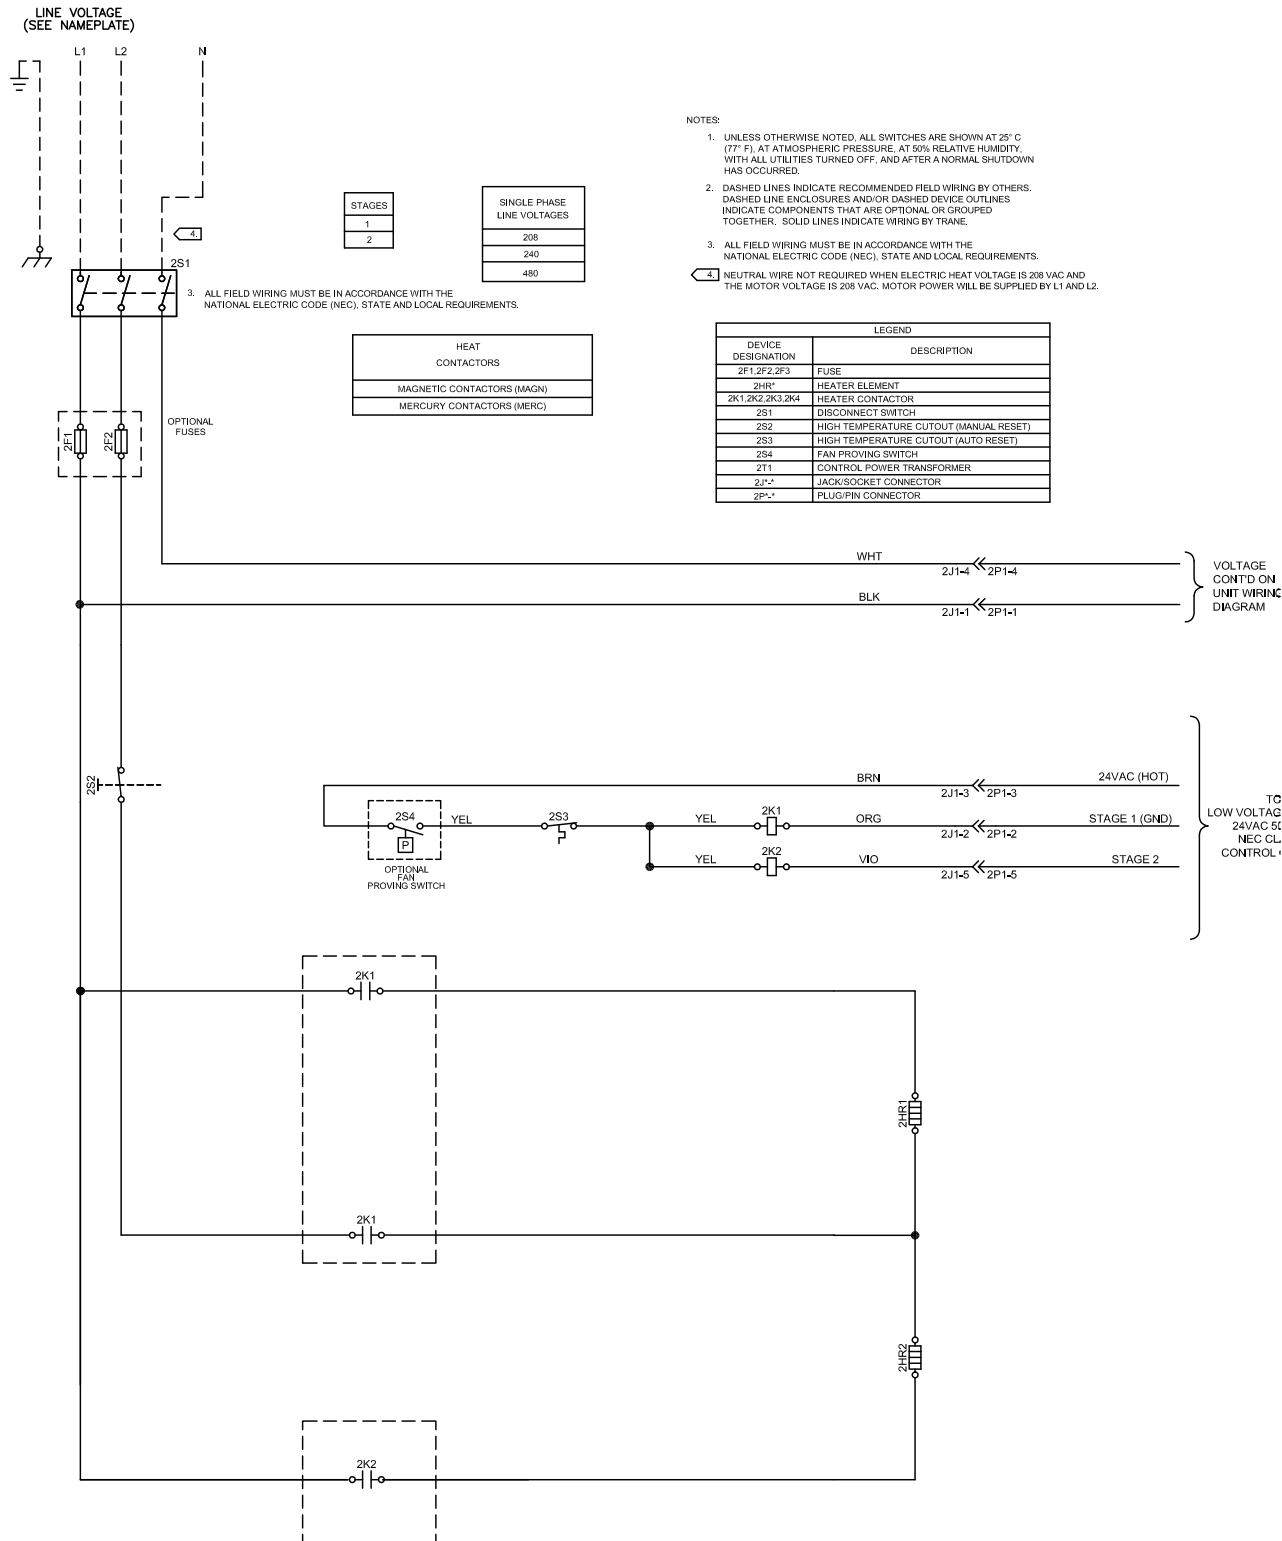 LINE VOLTAGE
(SEE NAMEPLATE)
L1 L2 N
4.
2S1
3. ALL FIELD WIRING MUST BE IN ACCORDANCE WITH THE
NATIONAL ELECTRIC CODE (NEC), STATE AND LOCAL REQUIREMENTS.
STAGES
1
2
SINGLE PHASE
LINE VOLTAGES
208
240
480
HEAT
CONTACTORS
MAGNETIC CONTACTORS (MAGN)
MERCURY CONTACTORS (MERC)
NOTES:
1. UNLESS OTHERWISE NOTED, ALL SWITCHES ARE SHOWN AT 25° C
(77° F), AT ATMOSPHERIC PRESSURE, AT 50% RELATIVE HUMIDITY,
WITH ALL UTILITIES TURNED OFF, AND AFTER A NORMAL SHUTDOWN
HAS OCCURRED.
2. DASHED LINES INDICATE RECOMMENDED FIELD WIRING BY OTHERS.
DASHED LINE ENCLOSURES AND/OR DASHED DEVICE OUTLINES
INDICATE COMPONENTS THAT ARE OPTIONAL OR GROUPED
TOGETHER. SOLID LINES INDICATE WIRING BY TRANE.
3. ALL FIELD WIRING MUST BE IN ACCORDANCE WITH THE
NATIONAL ELECTRIC CODE (NEC), STATE AND LOCAL REQUIREMENTS.
4. NEUTRAL WIRE NOT REQUIRED WHEN ELECTRIC HEAT VOLTAGE IS 208 VAC AND
THE MOTOR VOLTAGE IS 208 VAC. MOTOR POWER WILL BE SUPPLIED BY L1 AND L2.
LEGEND
DEVICE
DESIGNATION DESCRIPTION
2F1,2F2,2F3 FUSE
2HR* HEATER ELEMENT
2K1,2K2,2K3,2K4 HEATER CONTACTOR
2S1 DISCONNECT SWITCH
2S2 HIGH TEMPERATURE CUTOUT (MANUAL RESET)
2S3 HIGH TEMPERATURE CUTOUT (AUTO RESET)
2S4 FAN PROVING SWITCH
2T1 CONTROL POWER TRANSFORMER
2J*-* JACK/SOCKET CONNECTOR
2P*-* PLUG/PIN CONNECTOR
2F1 2F2
OPTIONAL
FUSES
WHT
2J1-4 2P1-4
BLK
2J1-1 2P1-1
VOLTAGE
CONT'D ON
UNIT WIRING
DIAGRAM
2S2
BRN 24VAC (HOT)
2J1-3 2P1-3
2S4 YEL 2S3 YEL 2K1 ORG STAGE 1 (GND)
P
2J1-2 2P1-2
YEL 2K2 VIO STAGE 2
2J1-5 2P1-5
OPTIONAL
FAN
PROVING SWITCH
LOW VOLTAG
24VAC
NEC CL
CONTROL
2K1
2HR1
2K1
2HR2
2K2